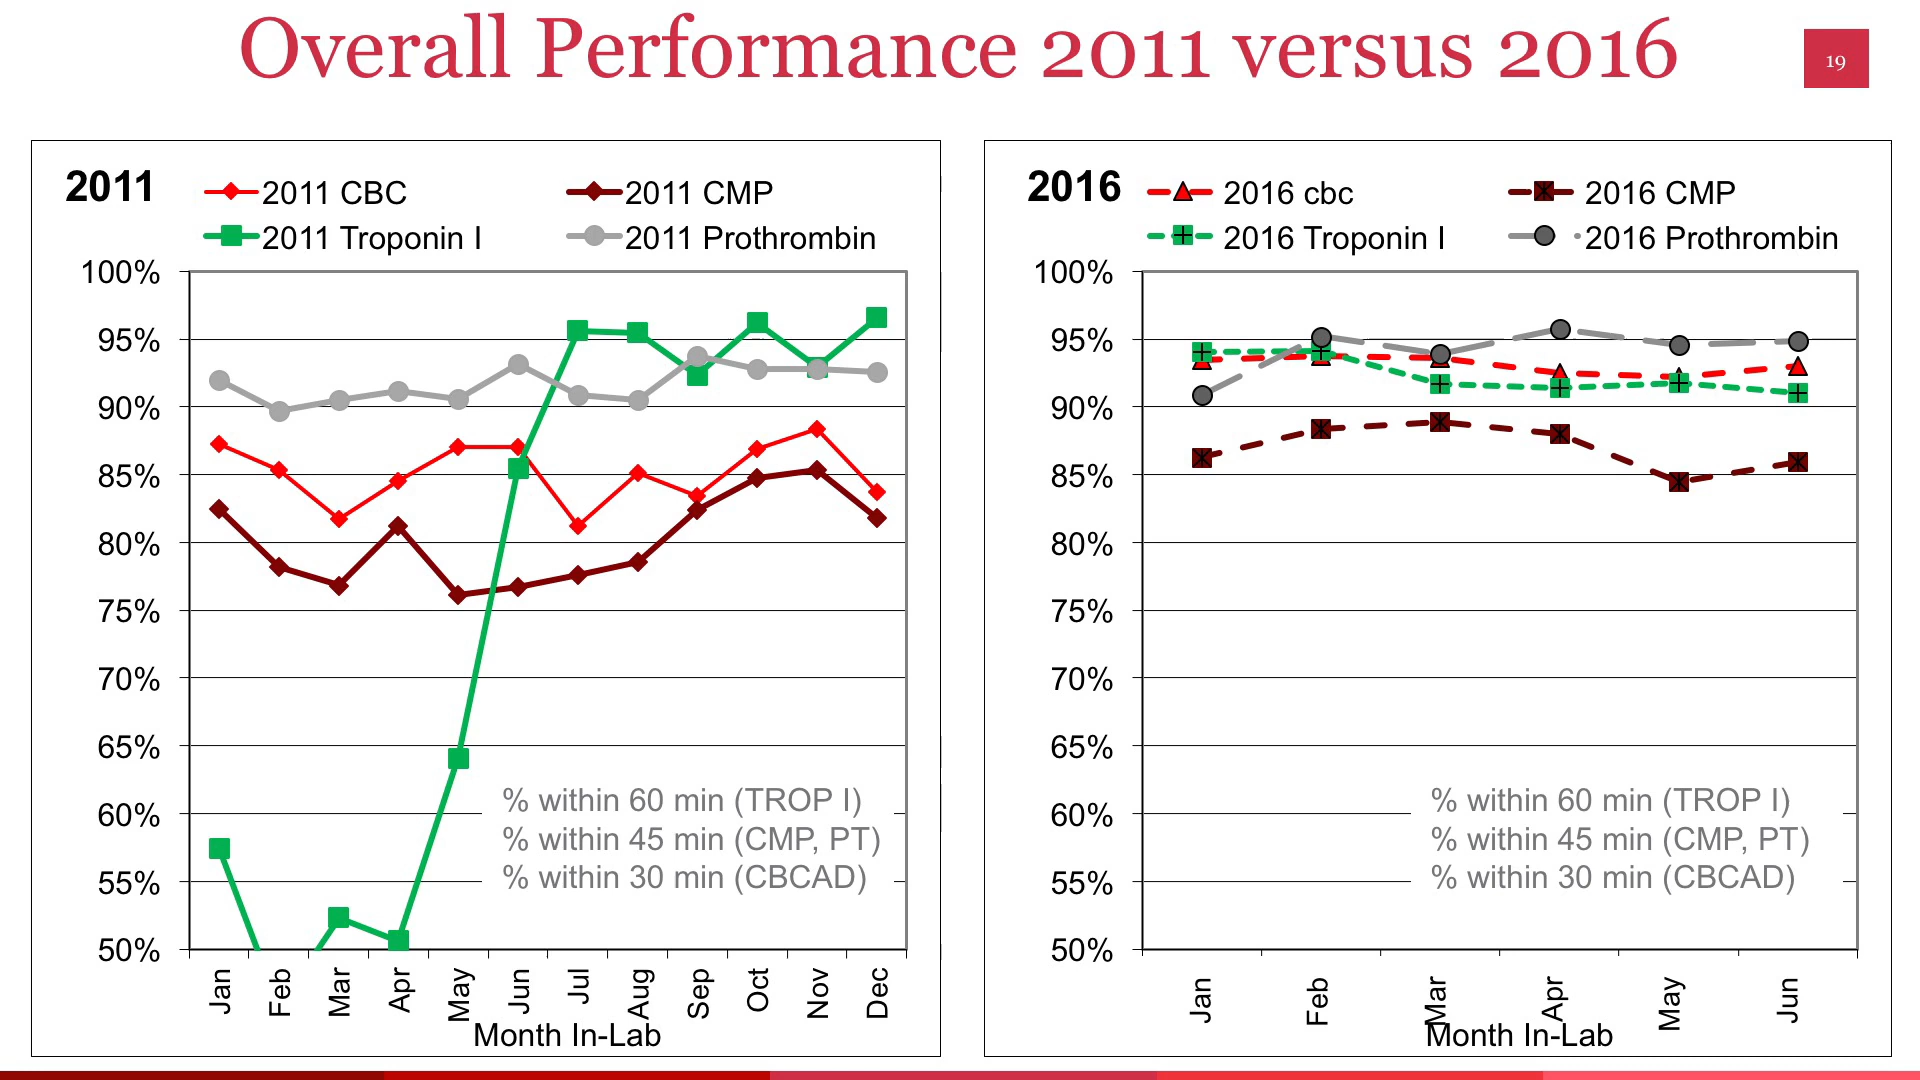 Overall Performance 2011 versus 2016
19
2011
2011 CBC
2011 CMP
2011 Troponin I
2011 Prothrombin
100%
95%
90%
85%
80%
75%
70%
65%
60%
55%
50%
% within 60 min (TROP I)
% within 45 min (CMP, PT)
% within 30 min (CBCAD)
Jan Feb Mar Apr May Jun Jul Aug Sep Oct Nov Dec
Month In-Lab
2016
2016 cbc
2016 CMP
2016 Troponin I
2016 Prothrombin
100%
95%
90%
85%
80%
75%
70%
65%
60%
55%
50%
% within 60 min (TROP I)
% within 45 min (CMP, PT)
% within 30 min (CBCAD)
Jan Feb Mar Apr May Jun
Month In-Lab